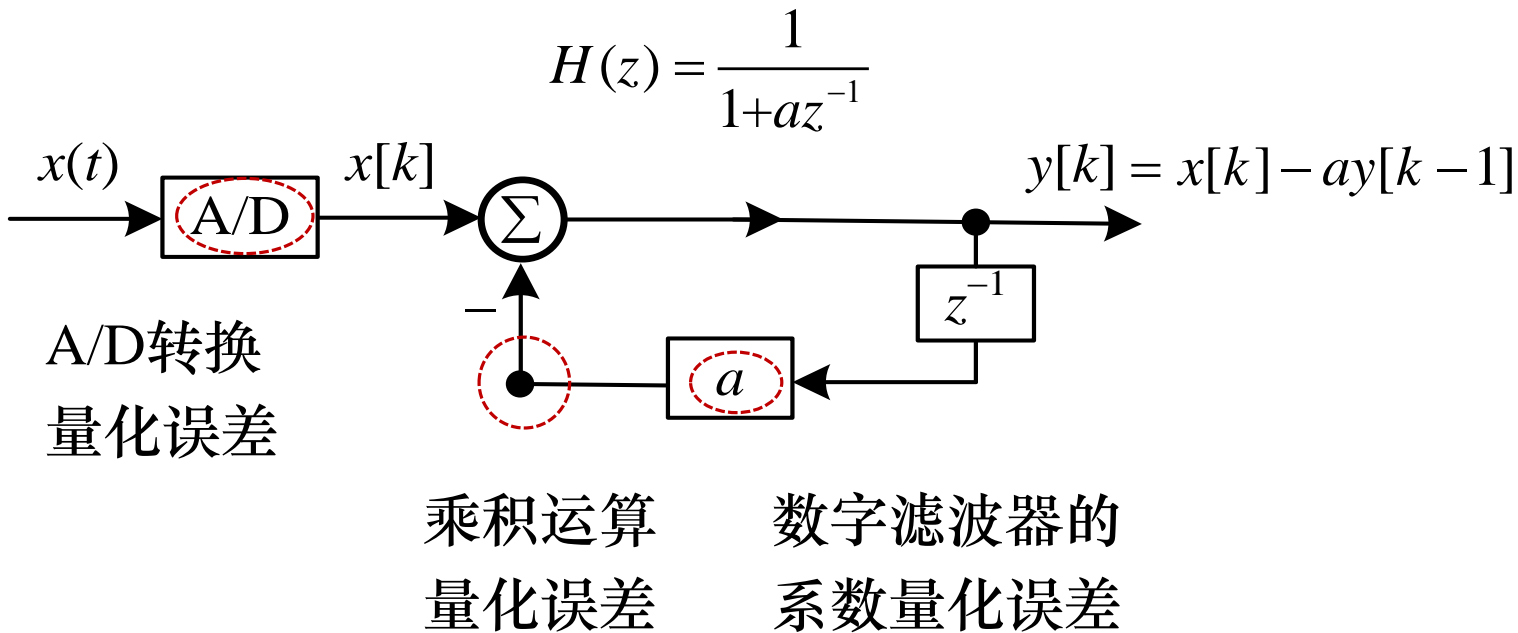 H(z) = 1/(1+az⁻¹)
x(t)
A/D
x[k]
Σ
y[k] = x[k] − ay[k − 1]
z⁻¹
−
a
A/D转换
量化误差
乘积运算
量化误差
数字滤波器的
系数量化误差